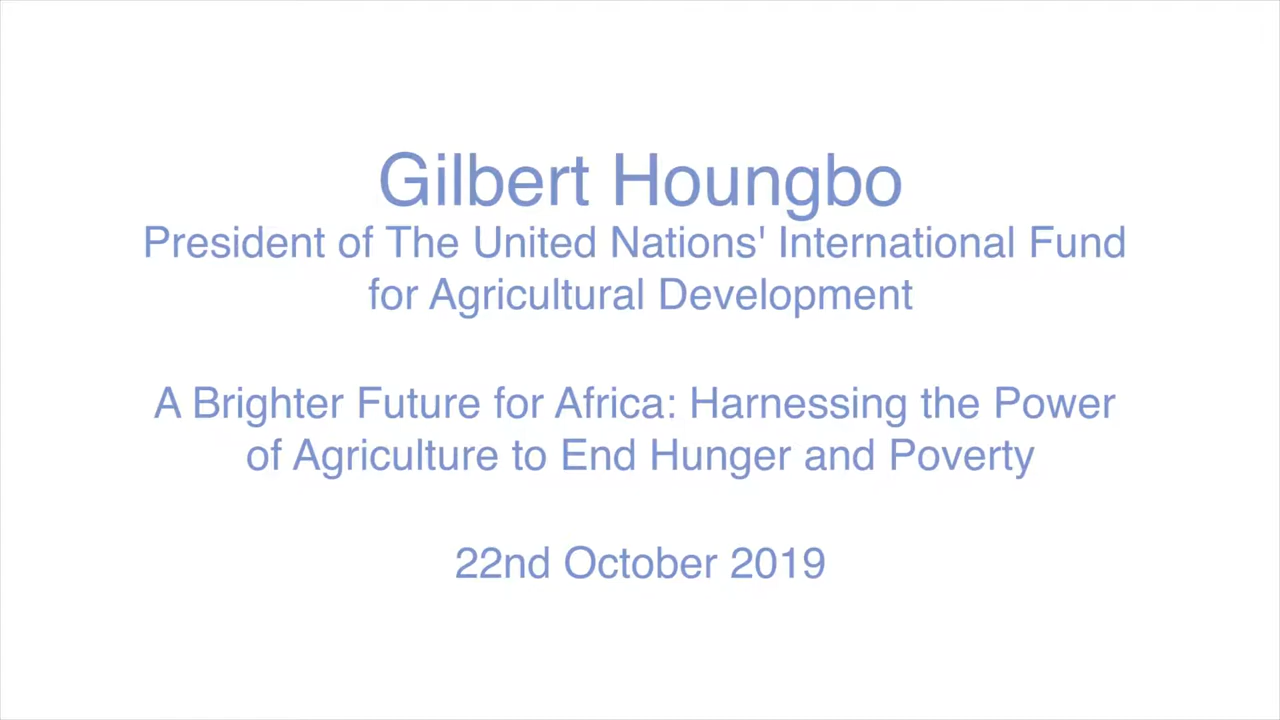 Gilbert Houngbo
President of The United Nations' International Fund
for Agricultural Development
A Brighter Future for Africa: Harnessing the Power
of Agriculture to End Hunger and Poverty
22nd October 2019